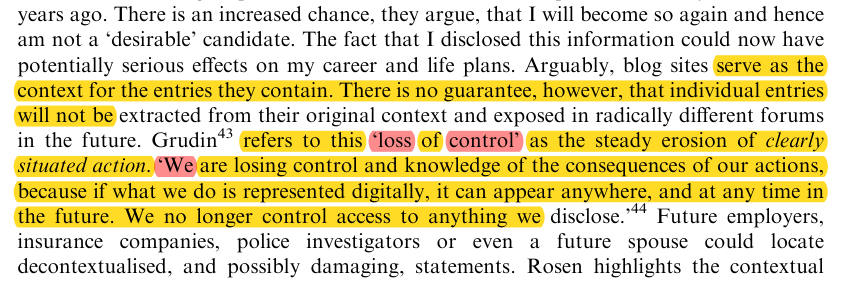 years ago. There is an increased chance, they argue, that I will become so again and hence
am not a ‘desirable’ candidate. The fact that I disclosed this information could now have
potentially serious effects on my career and life plans. Arguably, blog sites serve as the
context for the entries they contain. There is no guarantee, however, that individual entries
will not be extracted from their original context and exposed in radically different forums
in the future. Grudin43 refers to this ‘loss of control’ as the steady erosion of clearly
situated action. ‘We are losing control and knowledge of the consequences of our actions,
because if what we do is represented digitally, it can appear anywhere, and at any time in
the future. We no longer control access to anything we disclose.’44 Future employers,
insurance companies, police investigators or even a future spouse could locate
decontextualised, and possibly damaging, statements. Rosen highlights the contextual